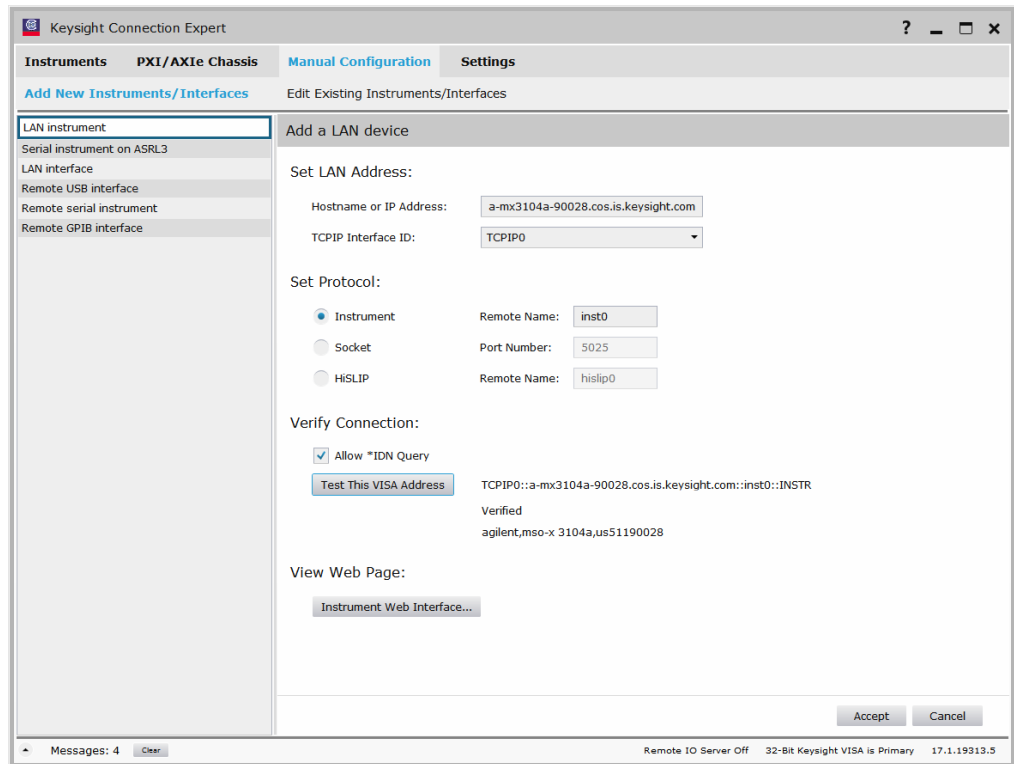 Keysight Connection Expert
Instruments PXI/AXIe Chassis Manual Configuration Settings
Add New Instruments/Interfaces Edit Existing Instruments/Interfaces
LAN instrument
Serial instrument on ASRL3
LAN interface
Remote USB interface
Remote serial instrument
Remote GPIB interface
Add a LAN device
Set LAN Address:
Hostname or IP Address: a-mx3104a-90028.cos.is.keysight.com
TCPIP Interface ID: TCPIP0
Set Protocol:
Instrument Remote Name: inst0
Socket Port Number: 5025
HiSLIP Remote Name: hislip0
Verify Connection:
Allow *IDN Query
Test This VISA Address TCPIP0::a-mx3104a-90028.cos.is.keysight.com::inst0::INSTR
Verified
agilent,mso-x 3104a,us51190028
View Web Page:
Instrument Web Interface...
Accept Cancel
Messages: 4 Clear Remote IO Server Off 32-Bit Keysight VISA is Primary 17.1.19313.5